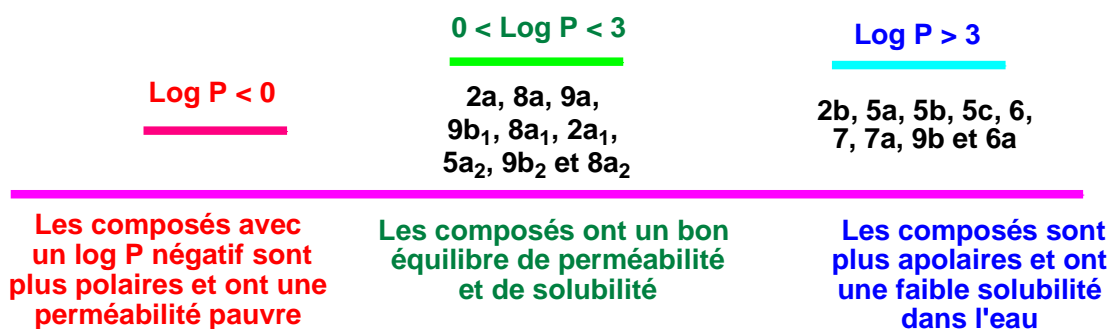 Log P < 0
0 < Log P < 3
Log P > 3
2a, 8a, 9a,
9b₁, 8a₁, 2a₁,
5a₂, 9b₂ et 8a₂
2b, 5a, 5b, 5c, 6,
7, 7a, 9b et 6a
Les composés avec
un log P négatif sont
plus polaires et ont une
perméabilité pauvre
Les composés ont un bon
équilibre de perméabilité
et de solubilité
Les composés sont
plus apolaires et ont
une faible solubilité
dans l'eau